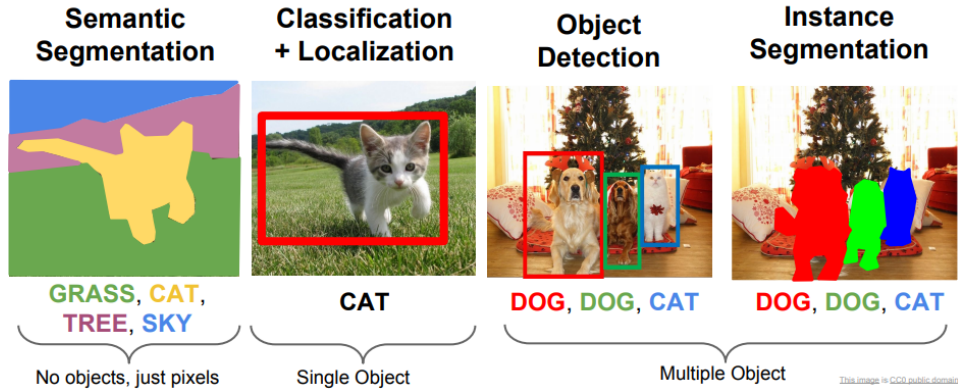 Semantic
Segmentation
Classification
+ Localization
Object
Detection
Instance
Segmentation
GRASS, CAT,
TREE, SKY
CAT
DOG, DOG, CAT
DOG, DOG, CAT
No objects, just pixels
Single Object
Multiple Object
This image is CC0 public domain